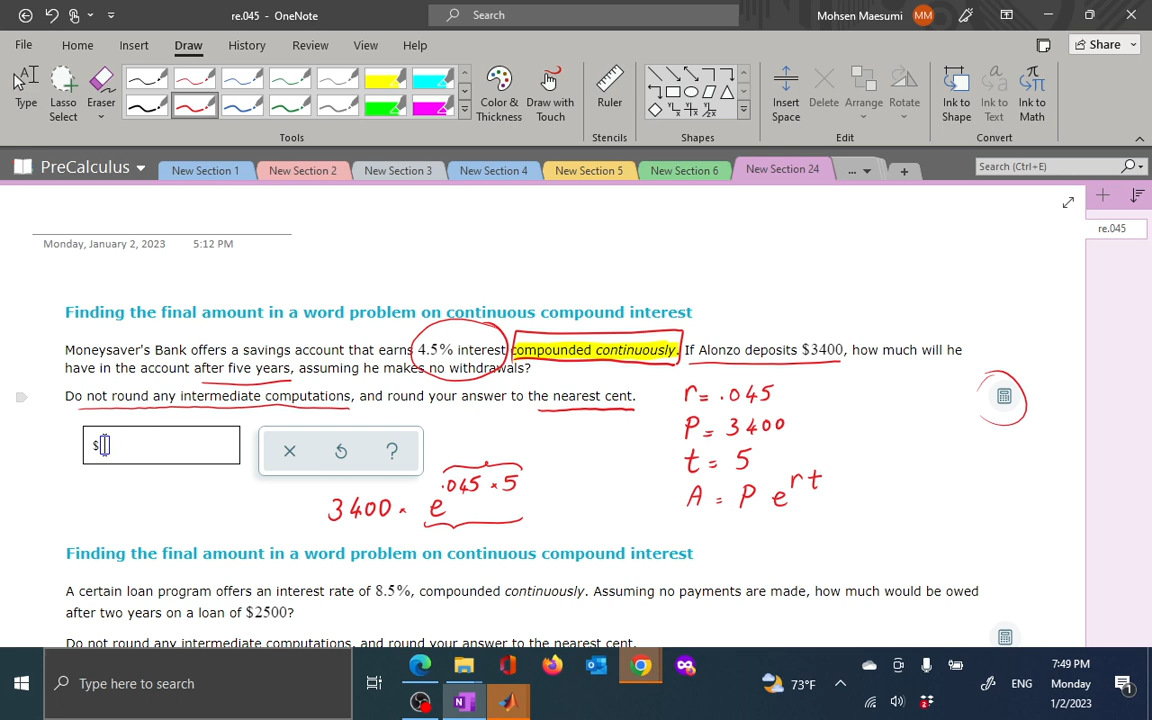 re.045 - OneNote
Search
Mohsen Maesumi MM
File Home Insert Draw History Review View Help
Share
Type
Lasso Select
Eraser
Color & Thickness
Draw with Touch
Ruler
Insert Space
Delete
Arrange
Rotate
Ink to Shape
Ink to Text
Ink to Math
Tools
Stencils
Shapes
Edit
Convert
PreCalculus
New Section 1
New Section 2
New Section 3
New Section 4
New Section 5
New Section 6
New Section 24
...
Search (Ctrl+E)
re.045
Monday, January 2, 2023 5:12 PM
Finding the final amount in a word problem on continuous compound interest
Moneysaver's Bank offers a savings account that earns 4.5% interest compounded continuously. If Alonzo deposits $3400, how much will he
have in the account after five years, assuming he makes no withdrawals?
Do not round any intermediate computations, and round your answer to the nearest cent.
r = .045
P = 3400
t = 5
A = P e^rt
$
× ?
3400 · e^.045 × 5
Finding the final amount in a word problem on continuous compound interest
A certain loan program offers an interest rate of 8.5%, compounded continuously. Assuming no payments are made, how much would be owed
after two years on a loan of $2500?
Do not round any intermediate computations, and round your answer to the nearest cent.
Type here to search
73°F
ENG
7:49 PM
Monday
1/2/2023